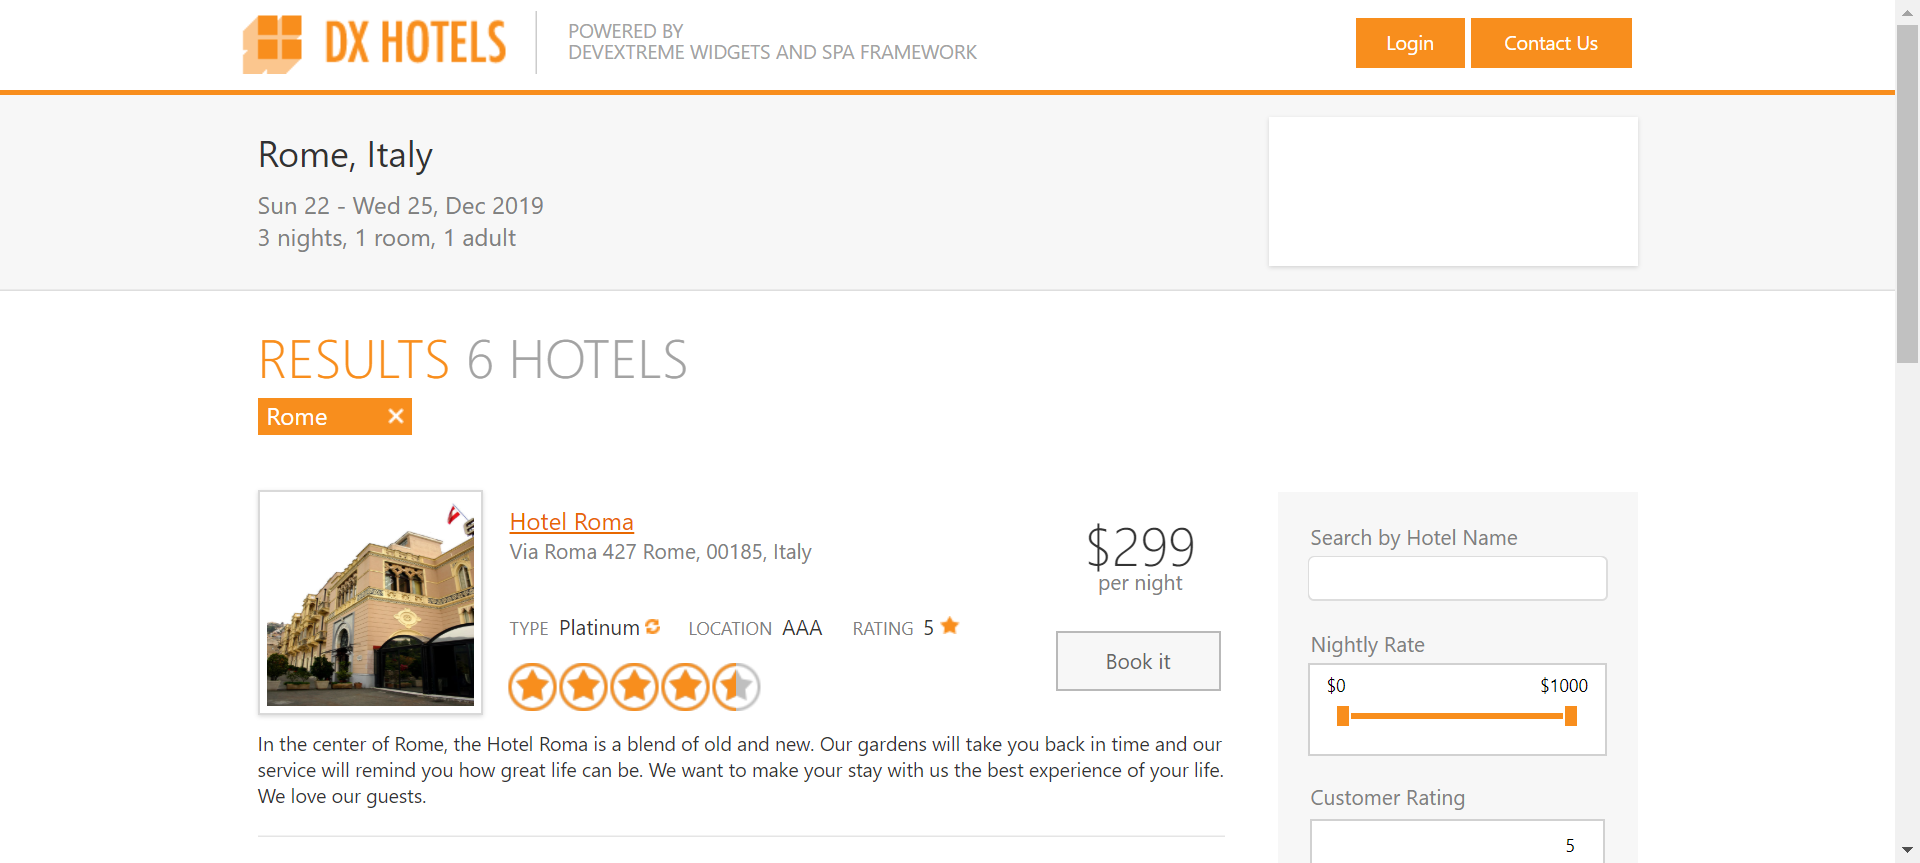 DX HOTELS
POWERED BY
DEVEXTREME WIDGETS AND SPA FRAMEWORK
Login
Contact Us
Rome, Italy
Sun 22 - Wed 25, Dec 2019
3 nights, 1 room, 1 adult
RESULTS 6 HOTELS
Rome
Hotel Roma
Via Roma 427 Rome, 00185, Italy
TYPE Platinum LOCATION AAA RATING 5
$299
per night
Book it
In the center of Rome, the Hotel Roma is a blend of old and new. Our gardens will take you back in time and our
service will remind you how great life can be. We want to make your stay with us the best experience of your life.
We love our guests.
Search by Hotel Name
Nightly Rate
$0 $1000
Customer Rating
5